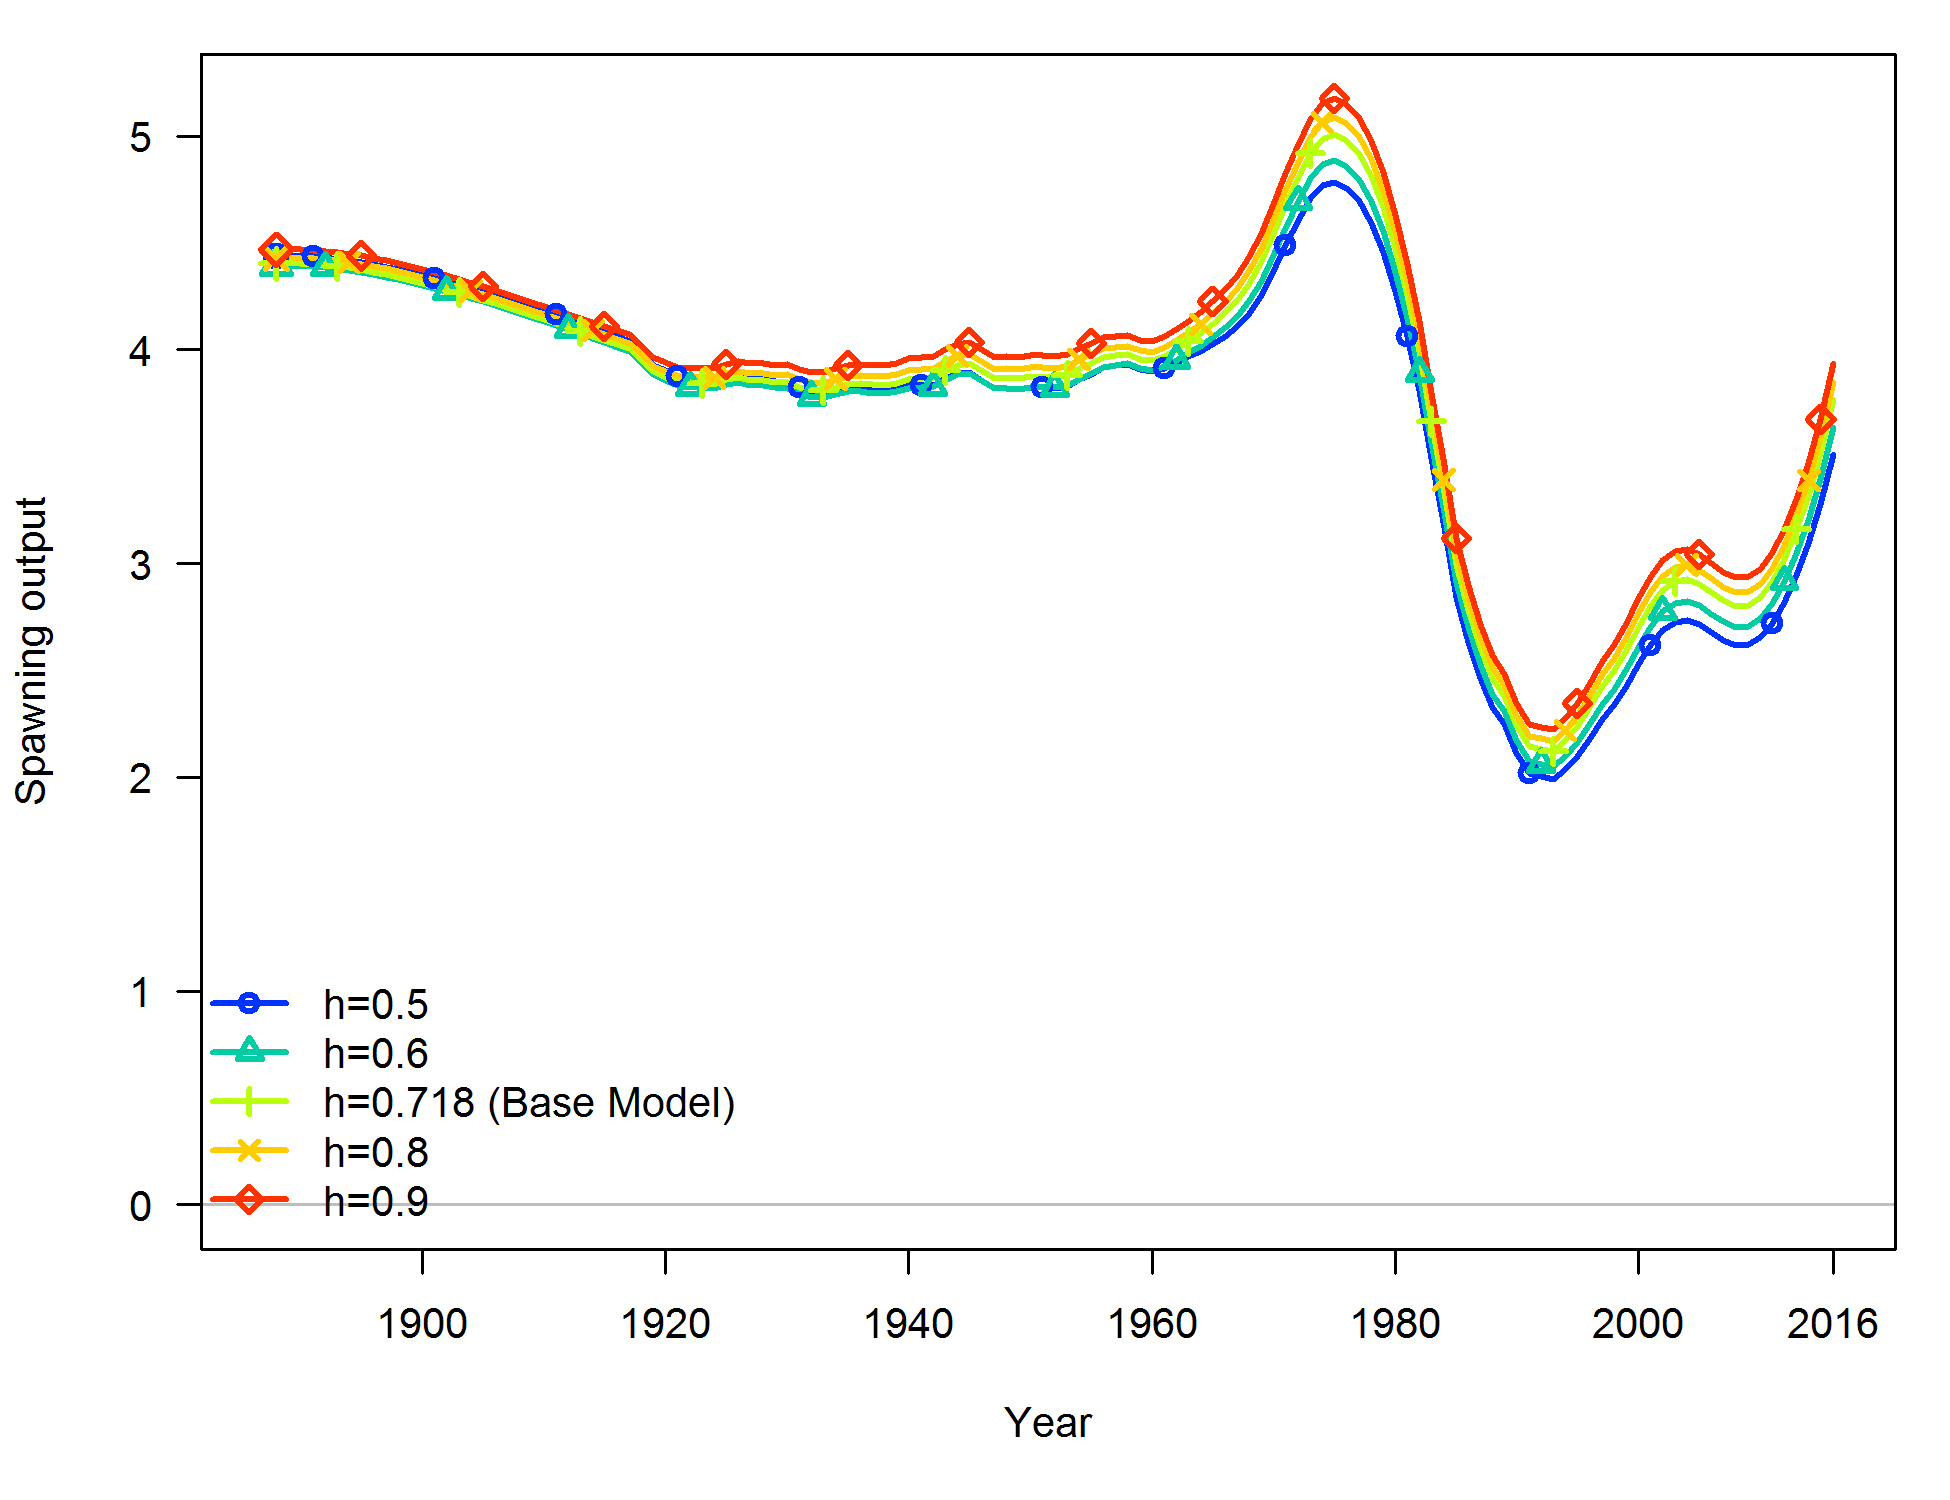 Spawning output
5
4
3
2
1
0
h=0.5
h=0.6
h=0.718 (Base Model)
h=0.8
h=0.9
1900 1920 1940 1960 1980 2000 2016
Year